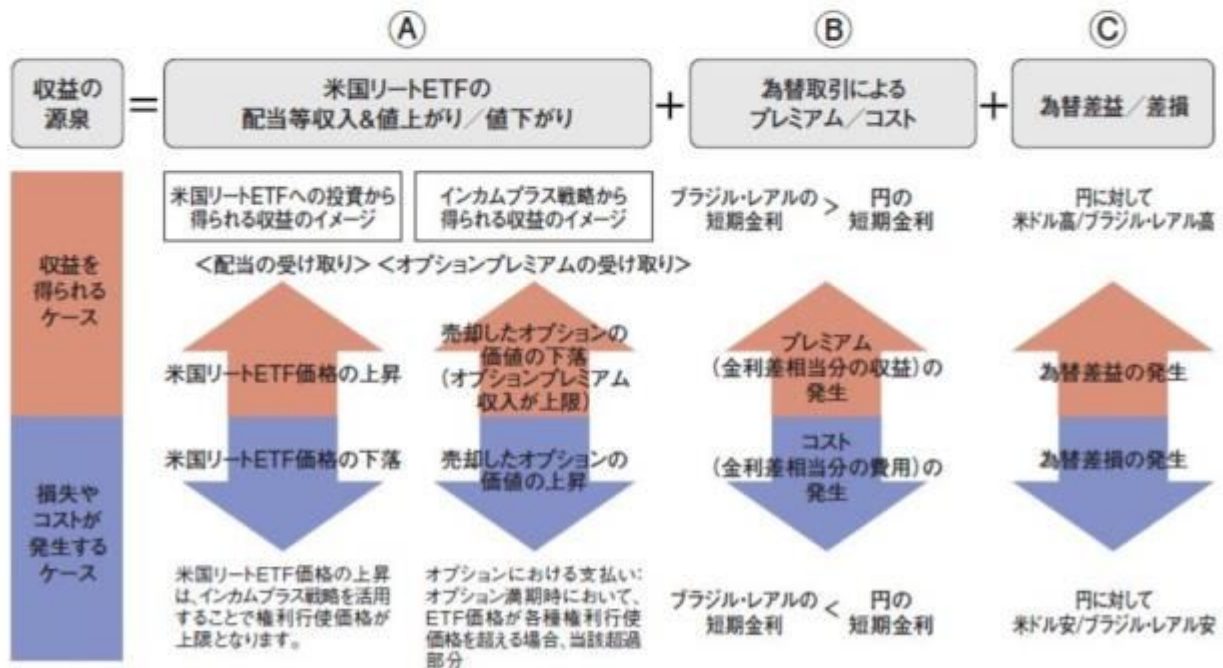 Ⓐ
Ⓑ
Ⓒ
収益の
源泉
=
米国リートETFの
配当等収入&値上がり/値下がり
+
為替取引による
プレミアム/コスト
+
為替差益/差損
収益を
得られる
ケース
米国リートETFへの投資から
得られる収益のイメージ
インカムプラス戦略から
得られる収益のイメージ
ブラジル・レアルの
短期金利
>
円の
短期金利
円に対して
米ドル高/ブラジル・レアル高
<配当の受け取り>
<オプションプレミアムの受け取り>
米国リートETF価格の上昇
売却したオプションの
価値の下落
(オプションプレミアム
収入が上限)
プレミアム
(金利差相当分の収益)の
発生
為替差益の発生
損失や
コストが
発生する
ケース
米国リートETF価格の下落
売却したオプションの
価値の上昇
コスト
(金利差相当分の費用)の
発生
為替差損の発生
米国リートETF価格の上昇
は、インカムプラス戦略を活用
することで権利行使価格が
上限となります。
オプションにおける支払い:
オプション満期時において、
ETF価格が各種権利行使
価格を超える場合、当該超過
部分
ブラジル・レアルの
短期金利
<
円の
短期金利
円に対して
米ドル安/ブラジル・レアル安